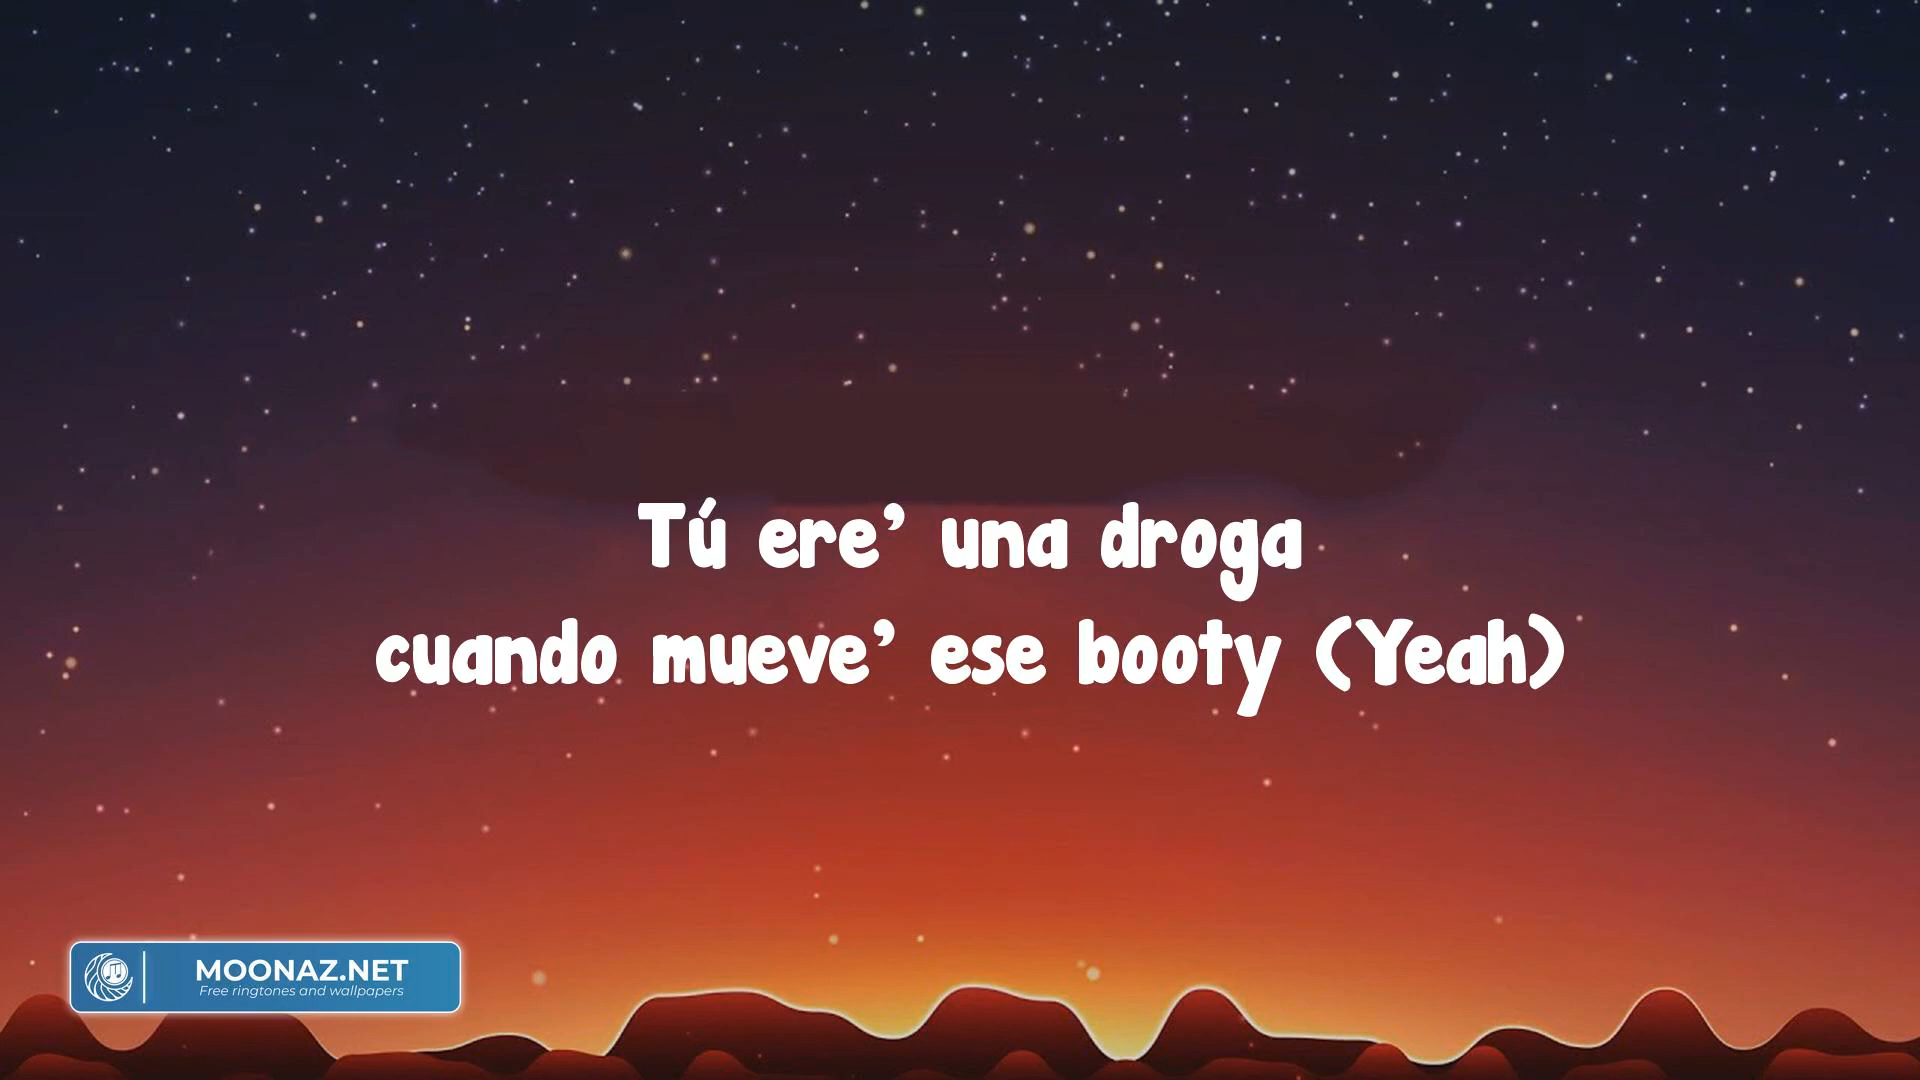 Tú ere’ una droga
cuando mueve’ ese booty (Yeah)
MOONAZ.NET
Free ringtones and wallpapers